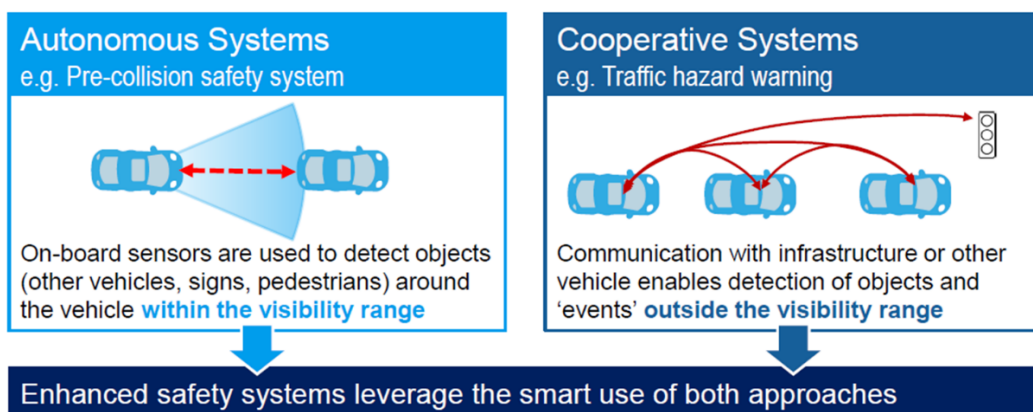 Autonomous Systems
e.g. Pre-collision safety system
On-board sensors are used to detect objects
(other vehicles, signs, pedestrians) around
the vehicle within the visibility range
Cooperative Systems
e.g. Traffic hazard warning
Communication with infrastructure or other
vehicle enables detection of objects and
‘events’ outside the visibility range
Enhanced safety systems leverage the smart use of both approaches